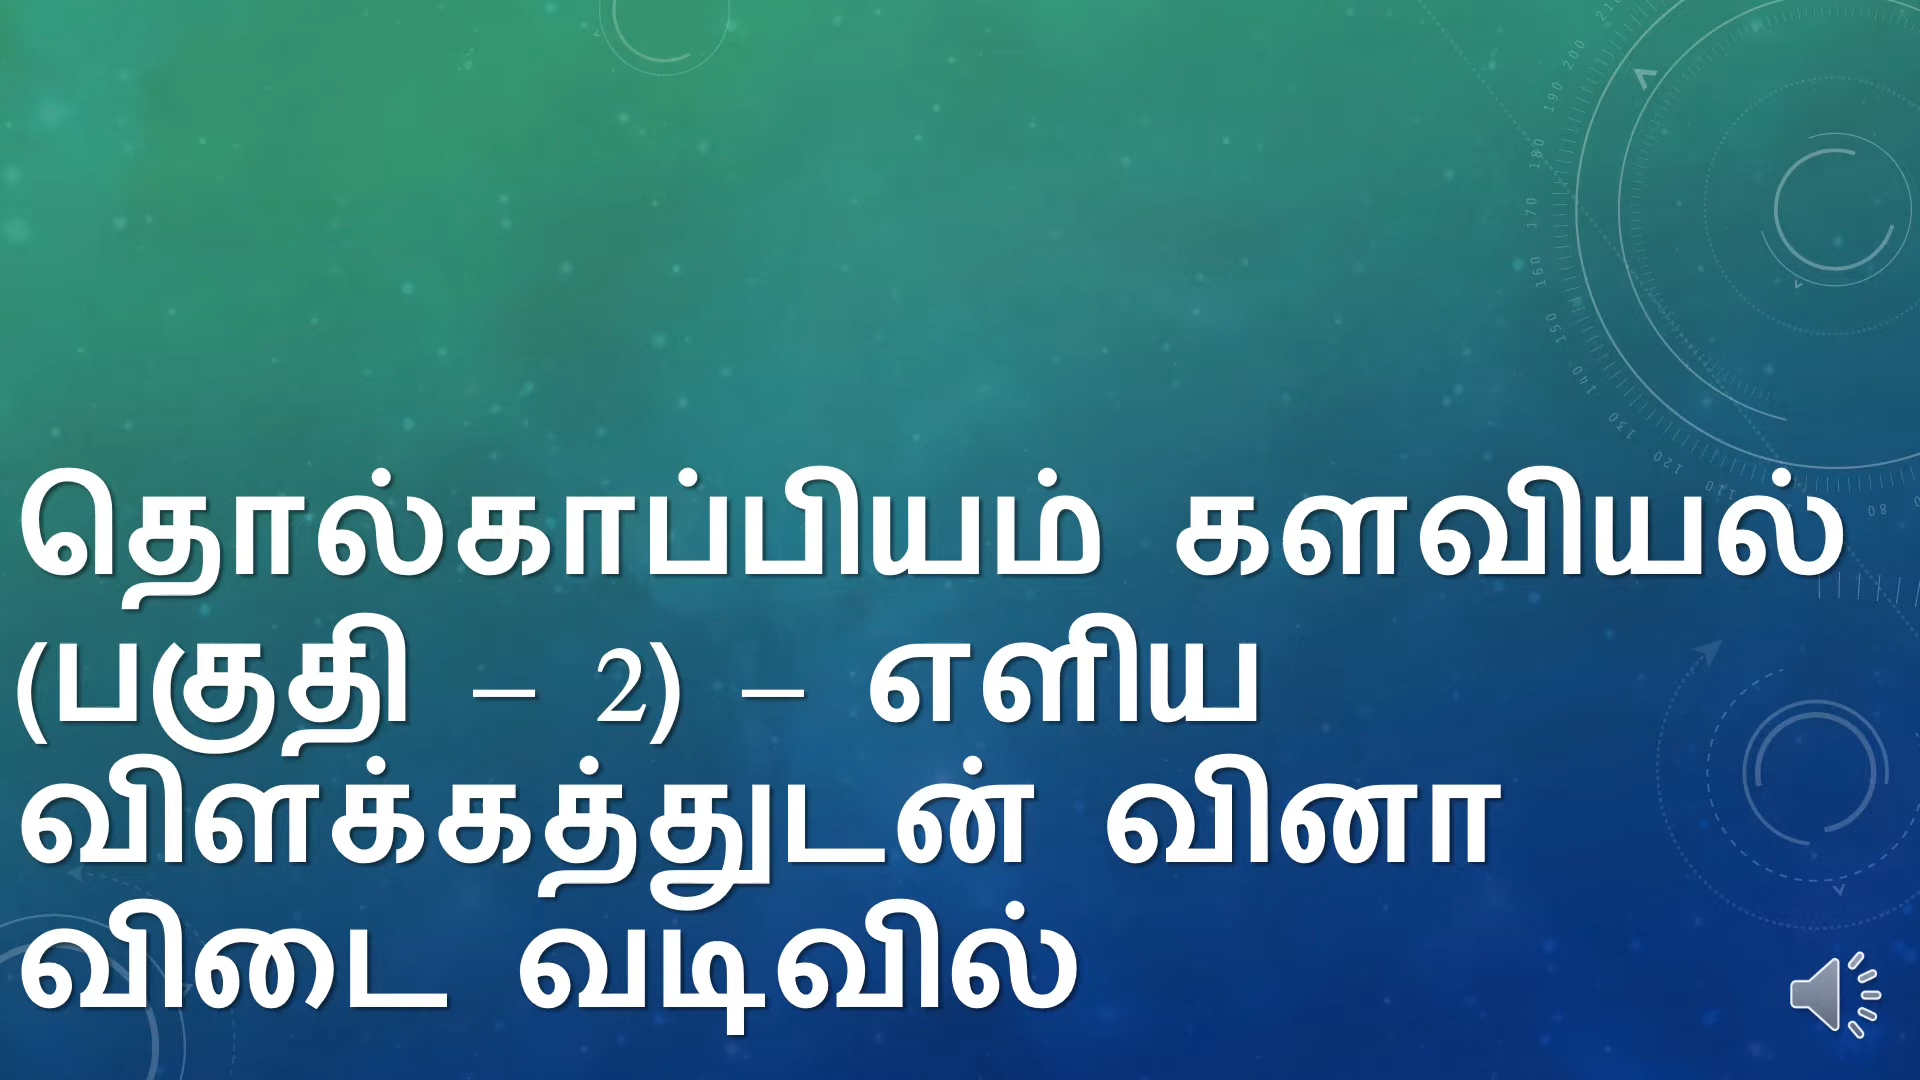 தொல்காப்பியம் களவியல்
(பகுதி – 2) – எளிய
விளக்கத்துடன் வினா
விடை வடிவில்